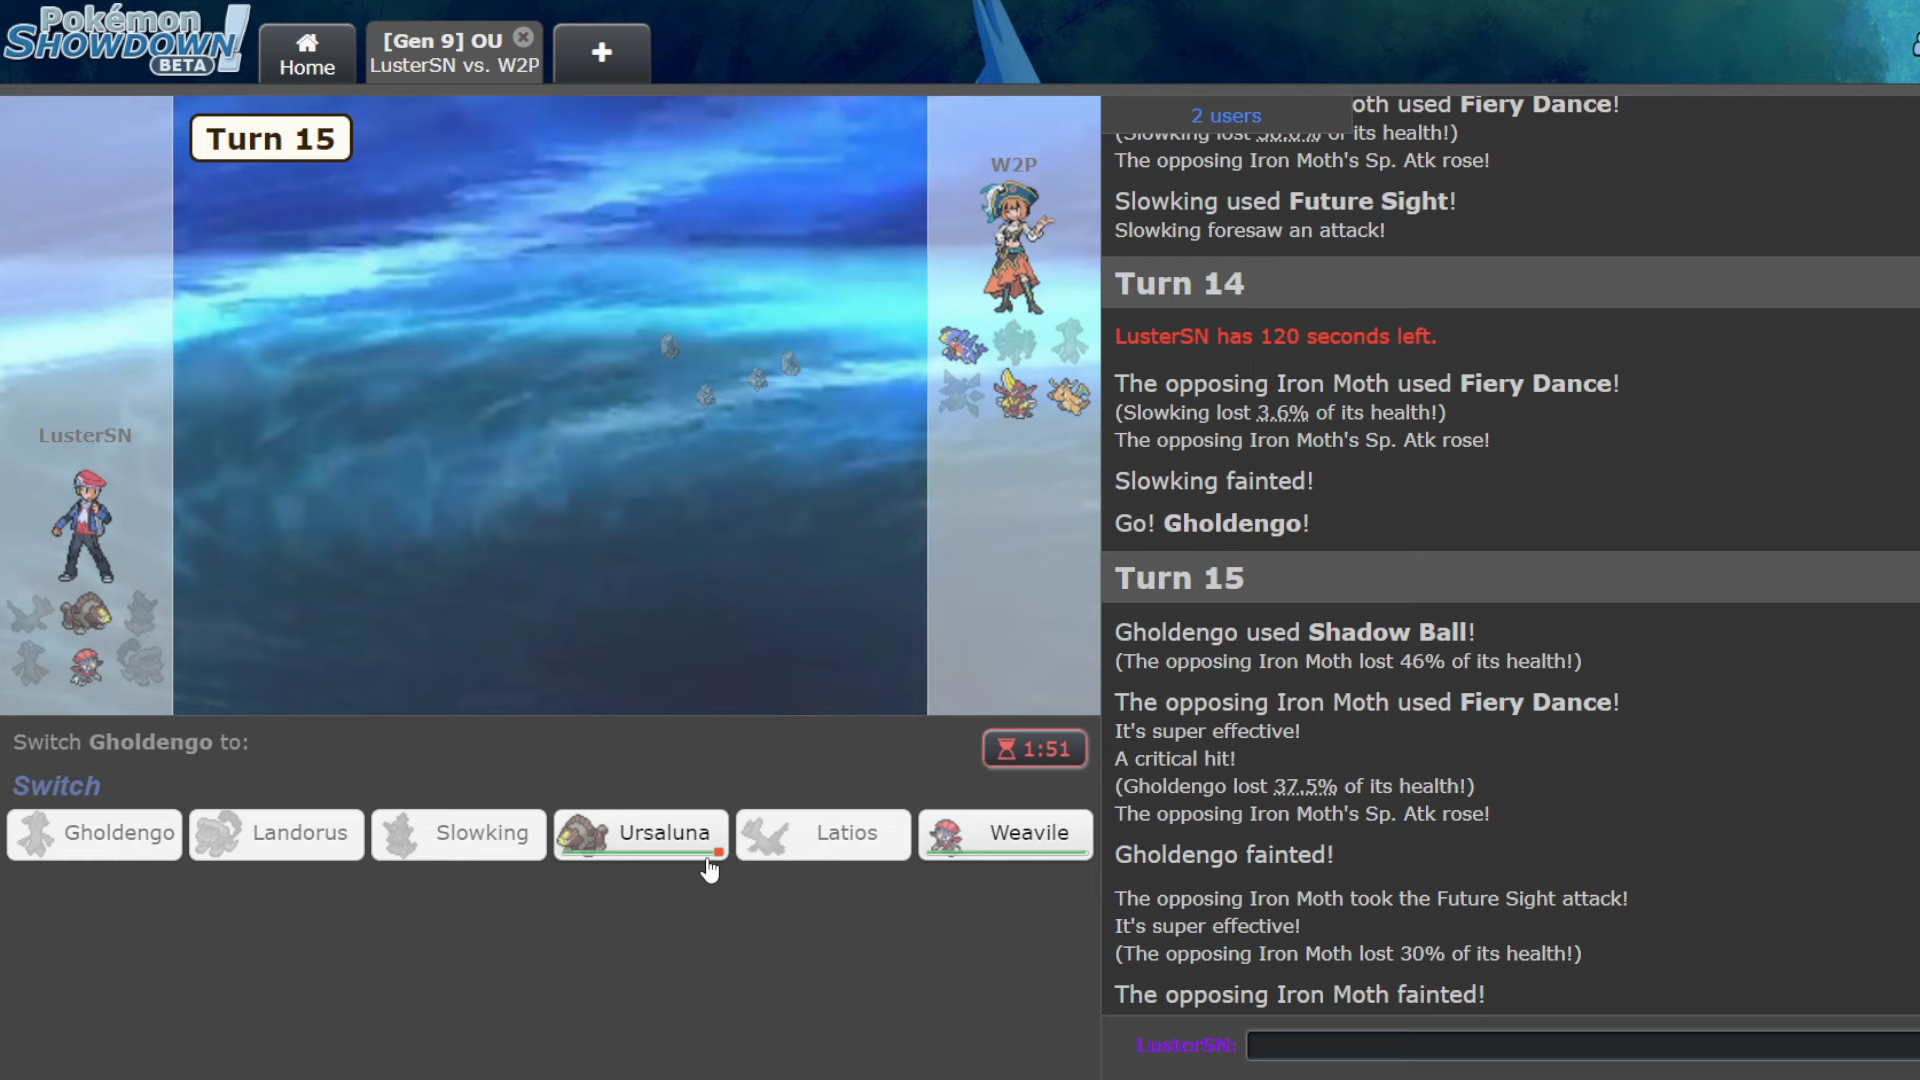 Pokémon
SHOWDOWN!
BETA
Home
[Gen 9] OU
LusterSN vs. W2P
+
Turn 15
W2P
LusterSN
2 users
oth used Fiery Dance!
(Slowking lost 36.6% of its health!)
The opposing Iron Moth's Sp. Atk rose!
Slowking used Future Sight!
Slowking foresaw an attack!
Turn 14
LusterSN has 120 seconds left.
The opposing Iron Moth used Fiery Dance!
(Slowking lost 3.6% of its health!)
The opposing Iron Moth's Sp. Atk rose!
Slowking fainted!
Go! Gholdengo!
Turn 15
Gholdengo used Shadow Ball!
(The opposing Iron Moth lost 46% of its health!)
The opposing Iron Moth used Fiery Dance!
It's super effective!
A critical hit!
(Gholdengo lost 37.5% of its health!)
The opposing Iron Moth's Sp. Atk rose!
Gholdengo fainted!
The opposing Iron Moth took the Future Sight attack!
It's super effective!
(The opposing Iron Moth lost 30% of its health!)
The opposing Iron Moth fainted!
Switch Gholdengo to:
1:51
Switch
Gholdengo
Landorus
Slowking
Ursaluna
Latios
Weavile
LusterSN: